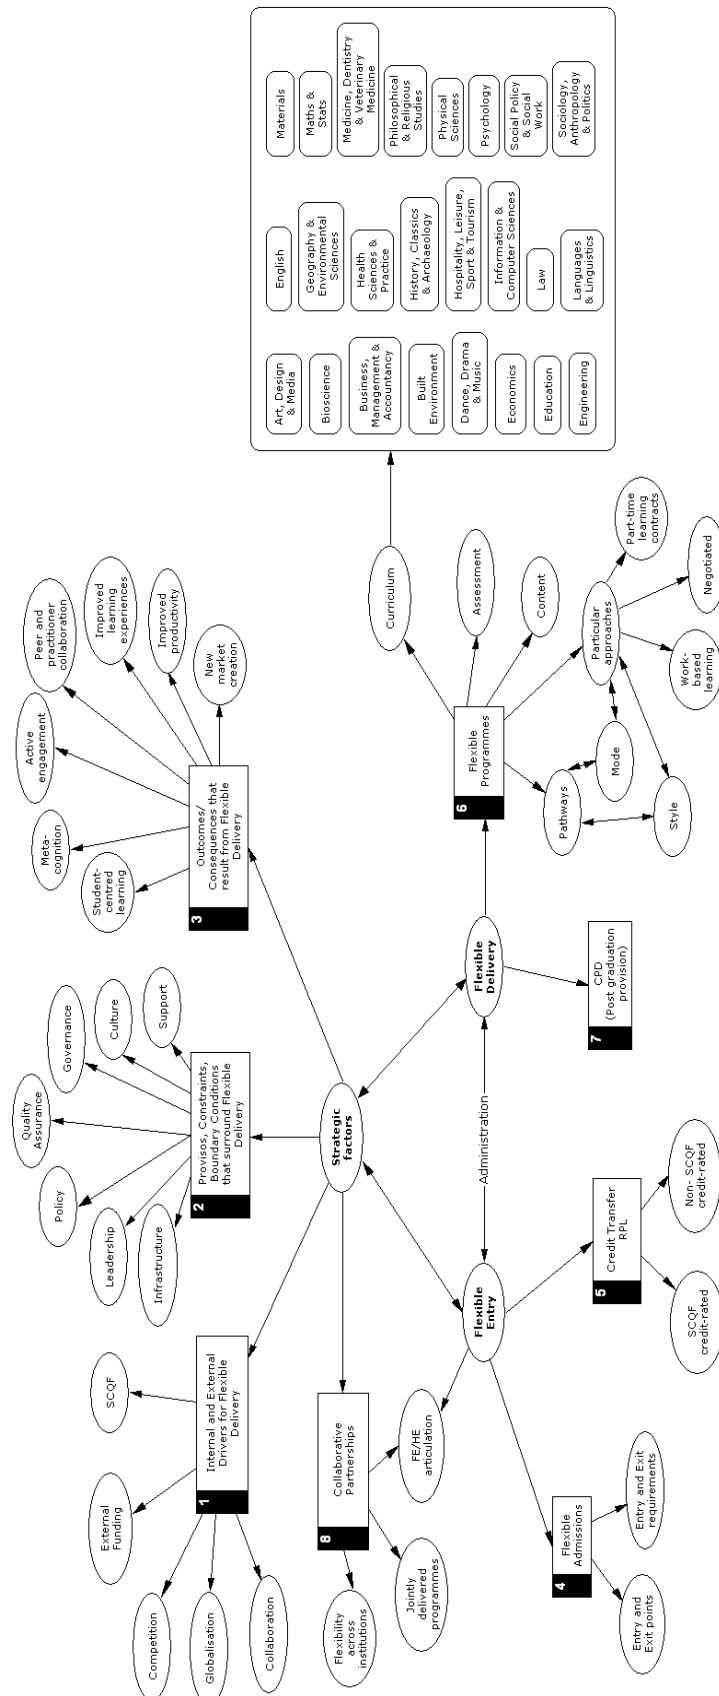 Competition
Globalisation
Collaboration
External
Funding
SCQF
1
Internal and External
Drivers for Flexible
Delivery
Infrastructure
Leadership
Policy
Quality
Assurance
Governance
Culture
Support
2
Provisos, Constraints,
Boundary Conditions
that surround Flexible
Delivery
Student-
centred
learning
Meta-
cognition
Active
engagement
Peer and
practitioner
collaboration
Improved
learning
experiences
Improved
productivity
New
market
creation
3
Outcomes/
Consequences that
result from Flexible
Delivery
Strategic
factors
8
Collaborative
Partnerships
Flexibility
across
institutions
Jointly
delivered
programmes
FE/HE
articulation
Flexible
Entry
Administration
Flexible
Delivery
4
Flexible
Admissions
Entry and
Exit points
Entry and Exit
requirements
5
Credit Transfer
RPL
SCQF
credit-rated
Non- SCQF
credit-rated
7
CPD
(Post graduation
provision)
6
Flexible
Programmes
Curriculum
Assessment
Content
Particular
approaches
Pathways
Mode
Style
Work-
based
learning
Negotiated
Part-time
learning
contracts
Art, Design
& Media
Bioscience
Business,
Management &
Accountancy
Built
Environment
Dance, Drama
& Music
Economics
Education
Engineering
English
Geography &
Environmental
Sciences
Health
Sciences &
Practice
History, Classics
& Archaeology
Hospitality, Leisure,
Sport & Tourism
Information &
Computer Sciences
Law
Languages
& Linguistics
Materials
Maths &
Stats
Medicine, Dentistry
& Veterinary
Medicine
Philosophical
& Religious
Studies
Physical
Sciences
Psychology
Social Policy
& Social
Work
Sociology,
Anthropology
& Politics